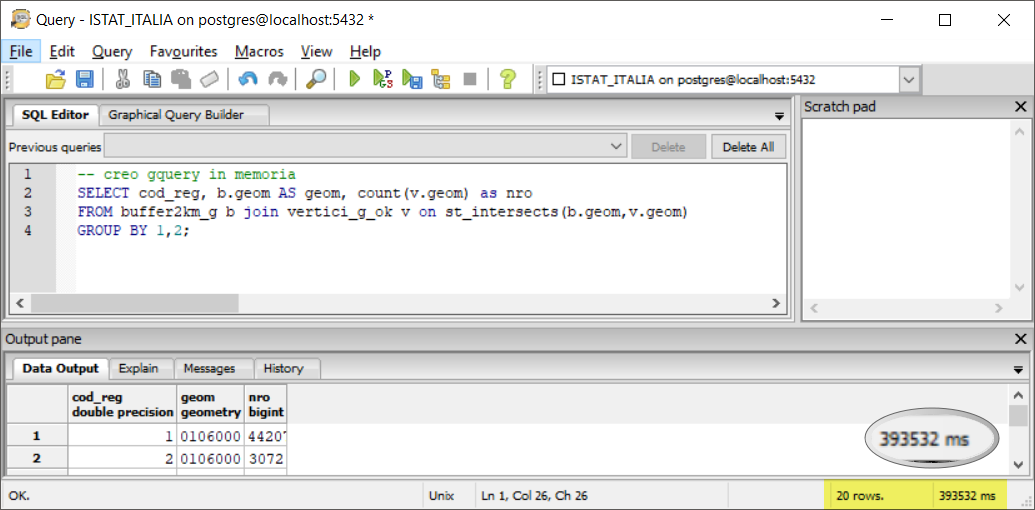 Query - ISTAT_ITALIA on postgres@localhost:5432 *
File Edit Query Favourites Macros View Help
ISTAT_ITALIA on postgres@localhost:5432
SQL Editor Graphical Query Builder
Scratch pad
Previous queries Delete Delete All
1 -- creo gquery in memoria
2 SELECT cod_reg, b.geom AS geom, count(v.geom) as nro
3 FROM buffer2km_g b join vertici_g_ok v on st_intersects(b.geom,v.geom)
4 GROUP BY 1,2;
Output pane
Data Output Explain Messages History
cod_reg geom nro
double precision geometry bigint
1 1 0106000 4420
2 2 0106000 3072
393532 ms
OK. Unix Ln 1, Col 26, Ch 26 20 rows. 393532 ms